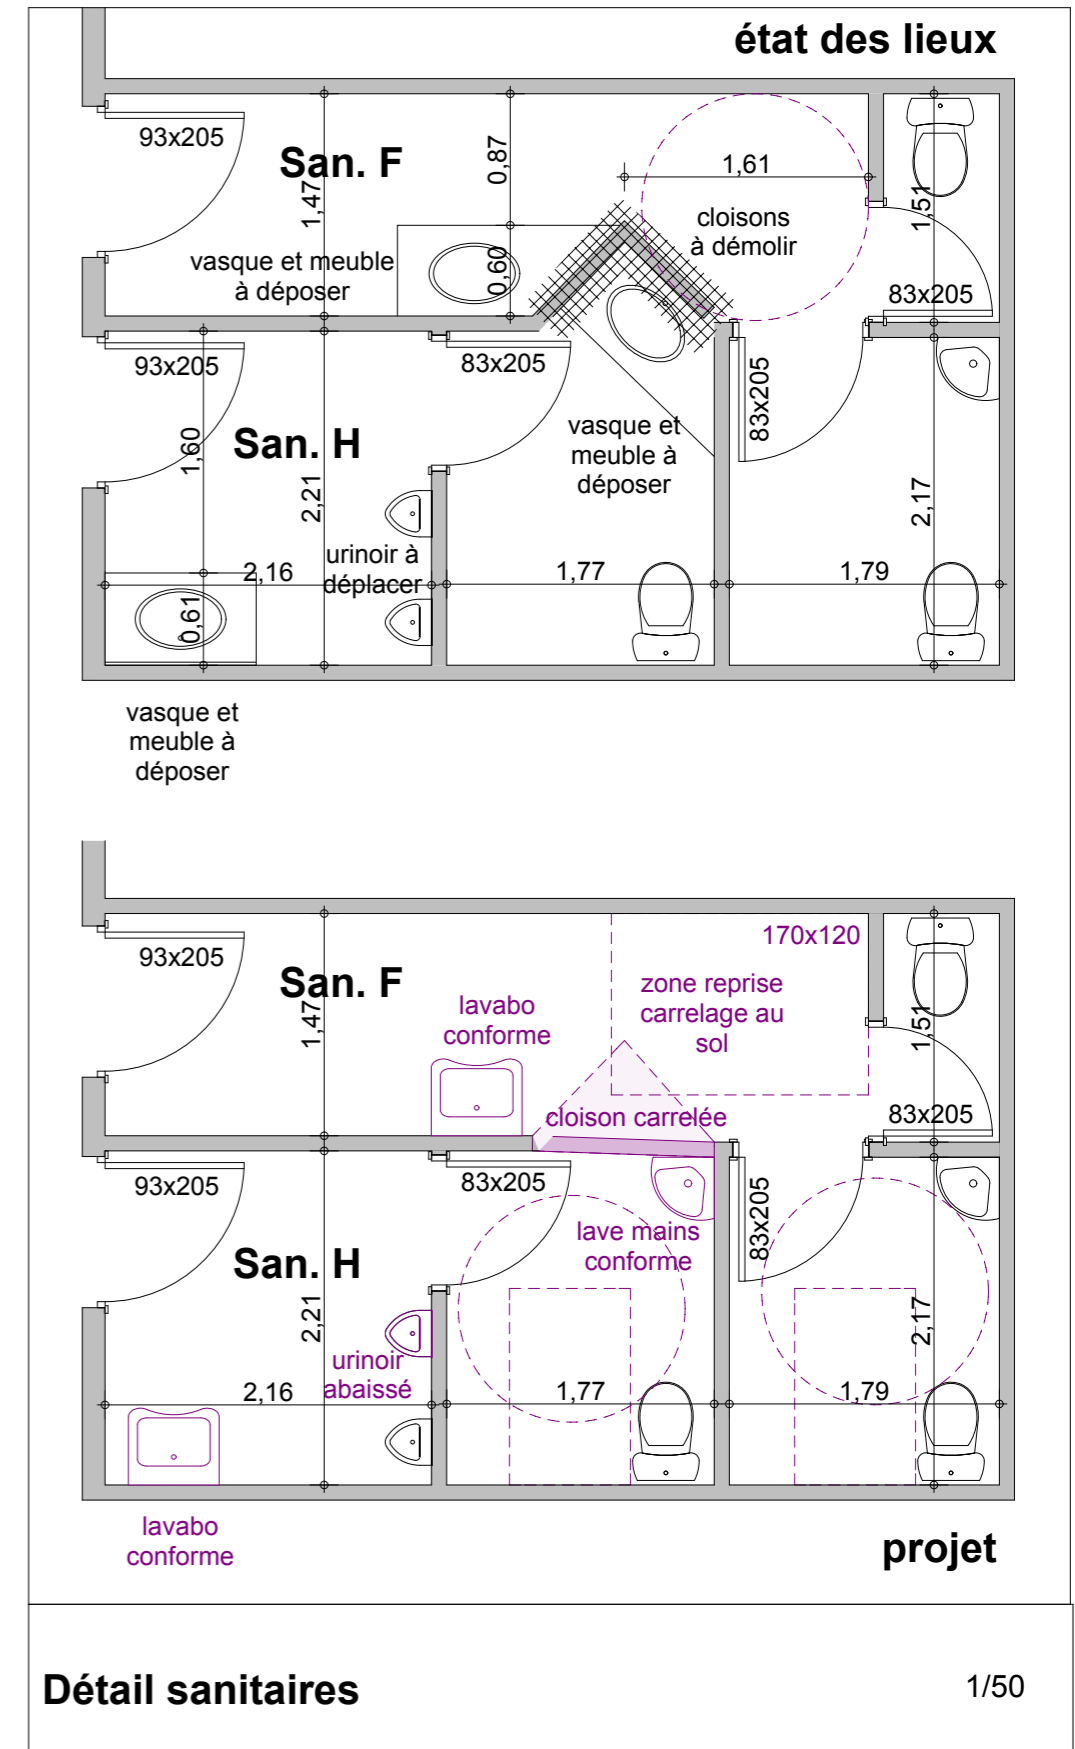 état des lieux
93x205
San. F
1,47
0,87
1,61
1,51
cloisons
à démolir
vasque et meuble
à déposer
0,60
83x205
93x205
83x205
83x205
San. H
1,60
2,21
vasque et
meuble à
déposer
2,17
urinoir à
déplacer
2,16
1,77
1,79
0,61
vasque et
meuble à
déposer
170x120
93x205
San. F
1,47
lavabo
conforme
zone reprise
carrelage au
sol
1,51
cloison carrelée
83x205
93x205
83x205
83x205
lave mains
conforme
San. H
2,21
2,17
urinoir
abaissé
2,16
1,77
1,79
lavabo
conforme
projet
Détail sanitaires
1/50